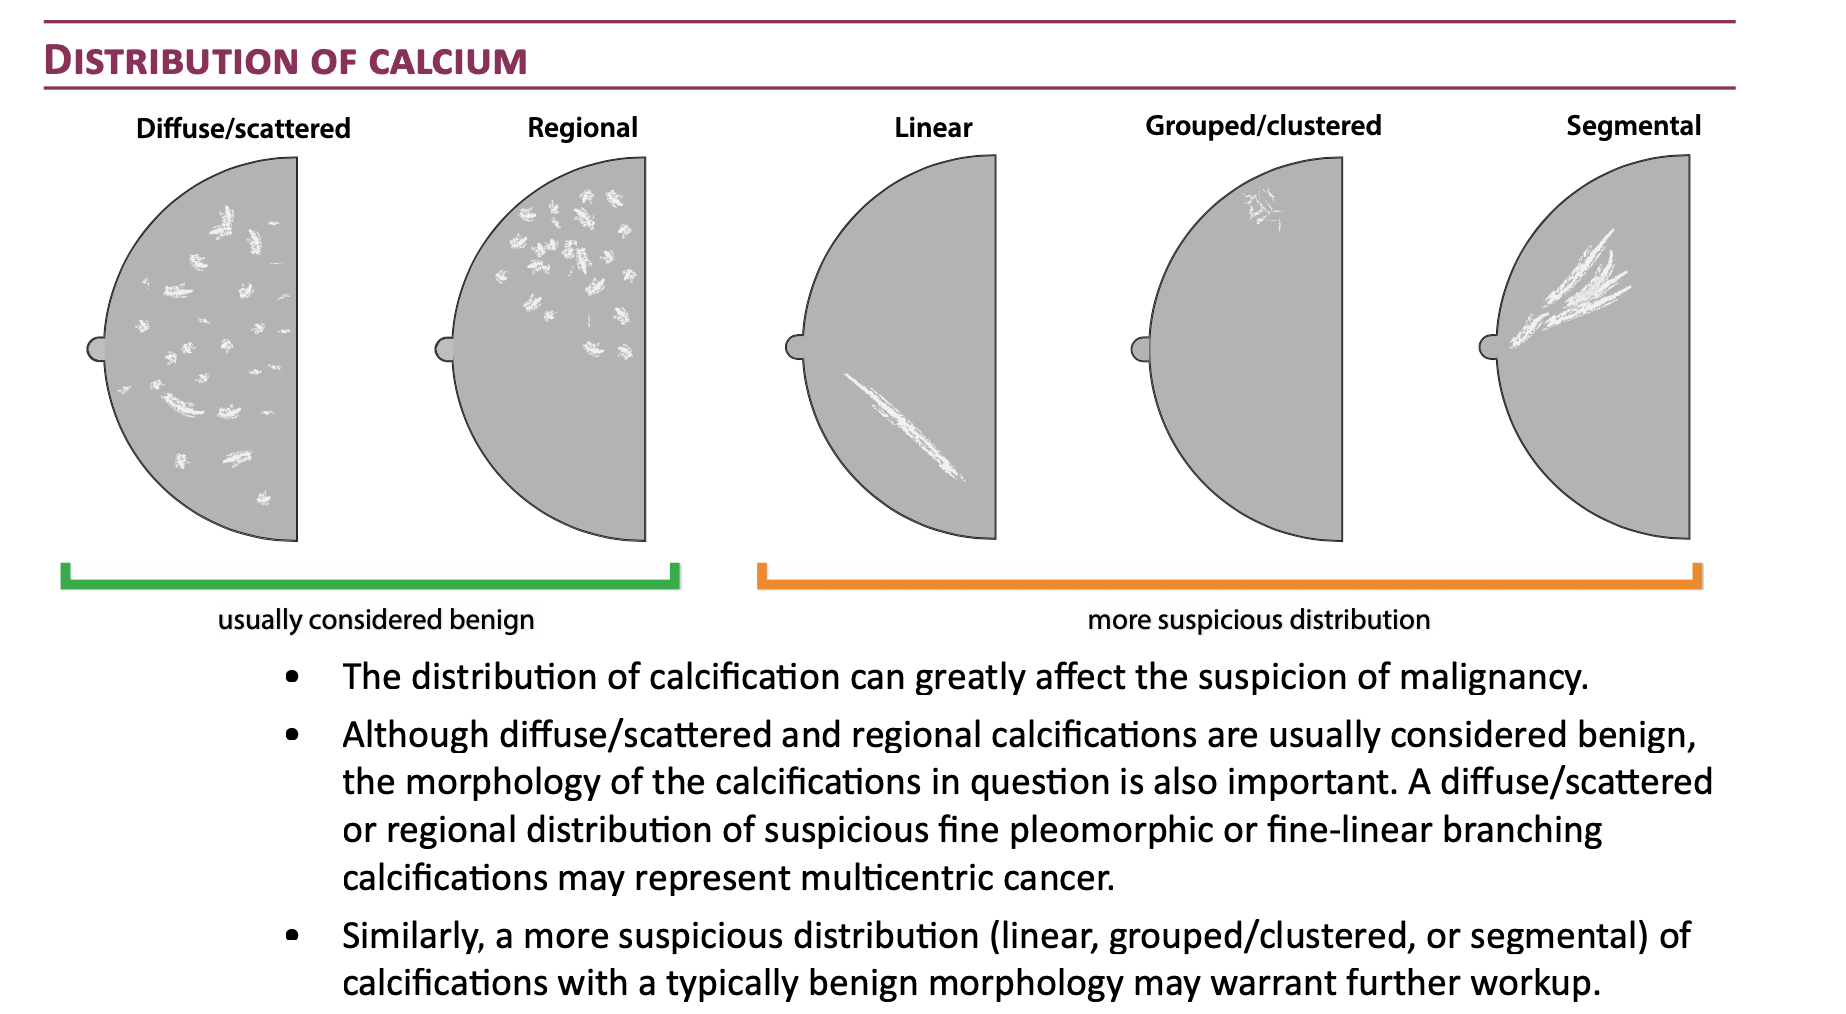 DISTRIBUTION OF CALCIUM
Diffuse/scattered
Regional
Linear
Grouped/clustered
Segmental
usually considered benign
more suspicious distribution
• The distribution of calcification can greatly affect the suspicion of malignancy.
• Although diffuse/scattered and regional calcifications are usually considered benign,
the morphology of the calcifications in question is also important. A diffuse/scattered
or regional distribution of suspicious fine pleomorphic or fine-linear branching
calcifications may represent multicentric cancer.
• Similarly, a more suspicious distribution (linear, grouped/clustered, or segmental) of
calcifications with a typically benign morphology may warrant further workup.